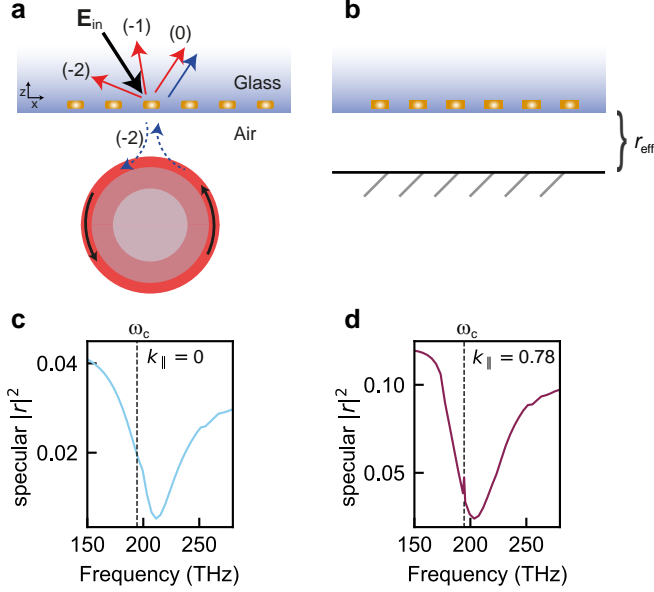 a
E_in
(-2)
(-1)
(0)
Glass
z
x
(-2)
Air
b
r_eff
c
ω_c
k_∥ = 0
specular |r|²
0.04
0.02
150
200
250
Frequency (THz)
d
ω_c
k_∥ = 0.78
specular |r|²
0.10
0.05
150
200
250
Frequency (THz)